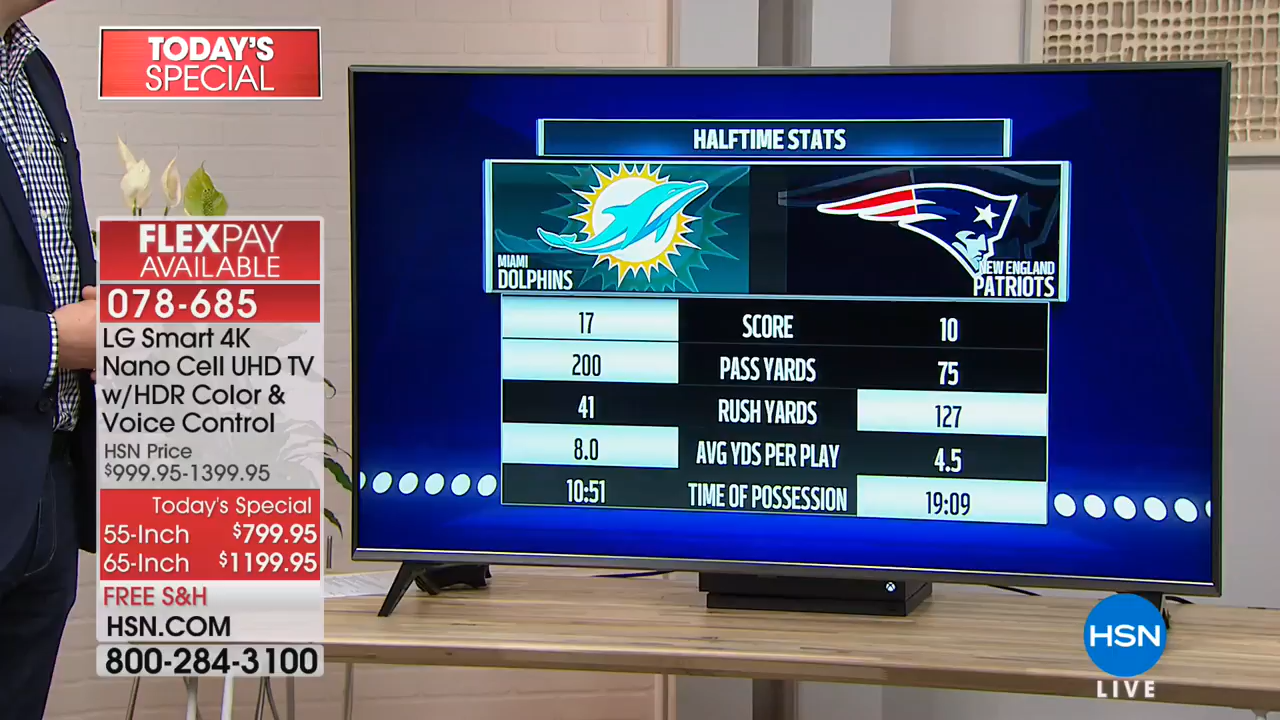 TODAY'S
SPECIAL
FLEXPAY
AVAILABLE
078-685
LG Smart 4K
Nano Cell UHD TV
w/HDR Color &
Voice Control
HSN Price
$999.95-1399.95
Today's Special
55-Inch $799.95
65-Inch $1199.95
FREE S&H
HSN.COM
800-284-3100
HALFTIME STATS
MIAMI
DOLPHINS
NEW ENGLAND
PATRIOTS
17 SCORE 10
200 PASS YARDS 75
41 RUSH YARDS 127
8.0 AVG YDS PER PLAY 4.5
10:51 TIME OF POSSESSION 19:09
HSN
LIVE